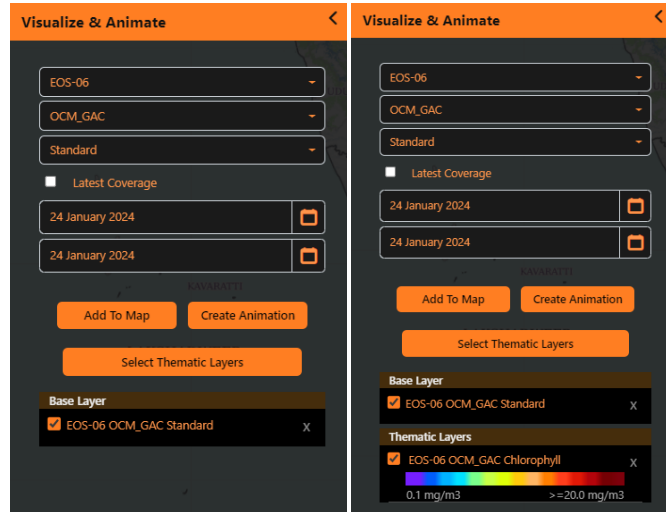 Visualize & Animate
EOS-06
OCM_GAC
Standard
Latest Coverage
24 January 2024
24 January 2024
KAVARATTI
Add To Map
Create Animation
Select Thematic Layers
Base Layer
EOS-06 OCM_GAC Standard
X
Visualize & Animate
EOS-06
OCM_GAC
Standard
Latest Coverage
24 January 2024
24 January 2024
KAVARATTI
Add To Map
Create Animation
Select Thematic Layers
Base Layer
EOS-06 OCM_GAC Standard
X
Thematic Layers
EOS-06 OCM_GAC Chlorophyll
X
0.1 mg/m3
>=20.0 mg/m3